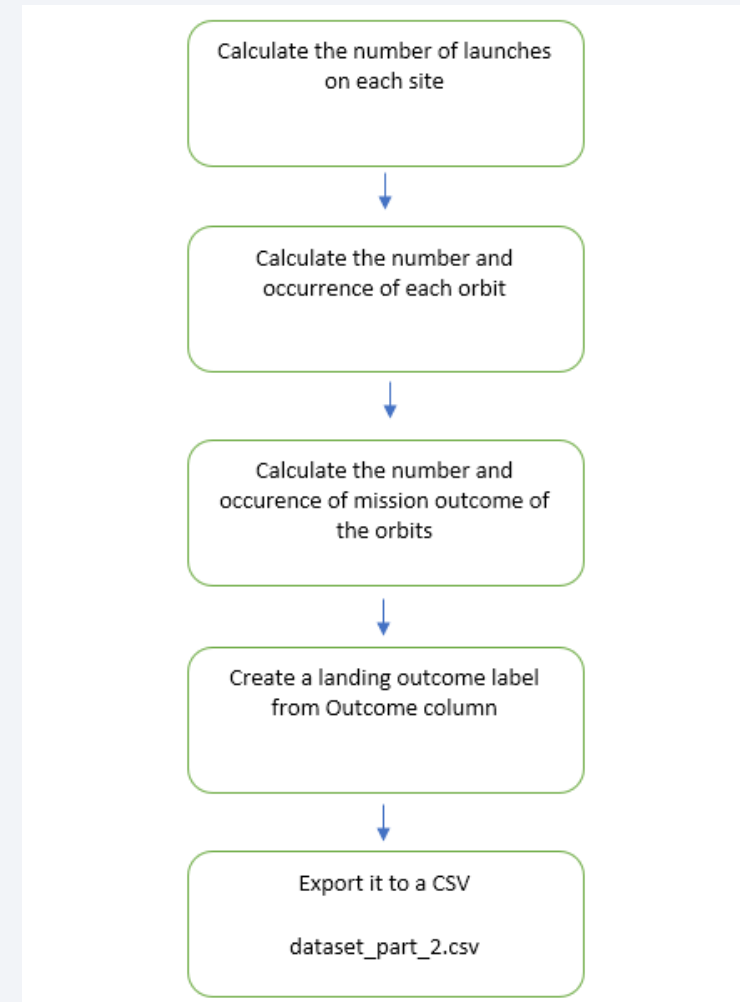 Calculate the number of launches
on each site
Calculate the number and
occurrence of each orbit
Calculate the number and
occurence of mission outcome of
the orbits
Create a landing outcome label
from Outcome column
Export it to a CSV
dataset_part_2.csv